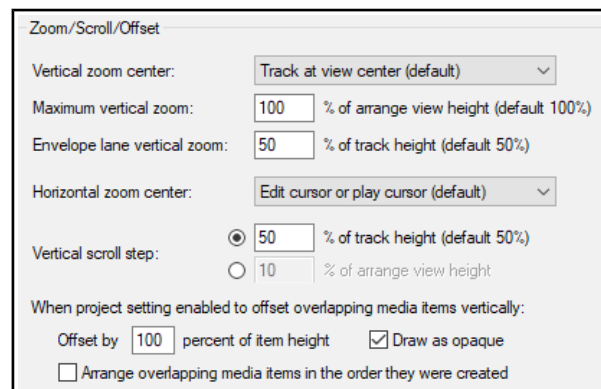 Zoom/Scroll/Offset
Vertical zoom center: Track at view center (default)
Maximum vertical zoom: 100 % of arrange view height (default 100%)
Envelope lane vertical zoom: 50 % of track height (default 50%)
Horizontal zoom center: Edit cursor or play cursor (default)
50 % of track height (default 50%)
Vertical scroll step:
10 % of arrange view height
When project setting enabled to offset overlapping media items vertically:
Offset by 100 percent of item height Draw as opaque
Arrange overlapping media items in the order they were created